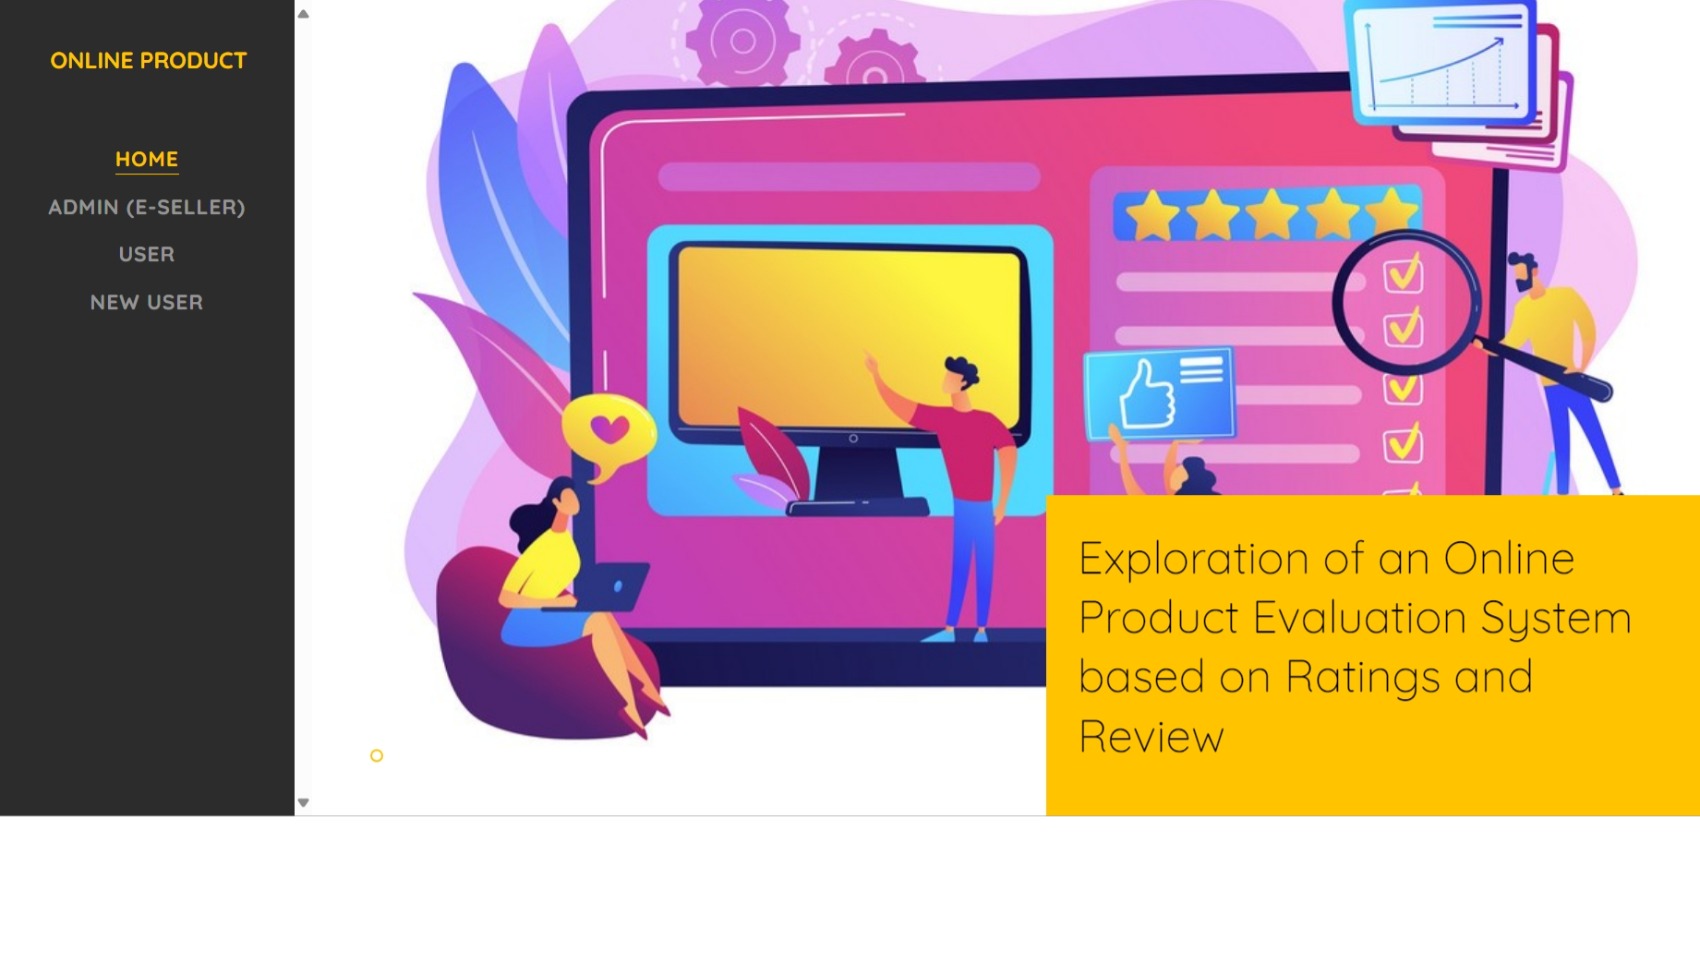 ONLINE PRODUCT
HOME
ADMIN (E-SELLER)
USER
NEW USER
Exploration of an Online
Product Evaluation System
based on Ratings and
Review